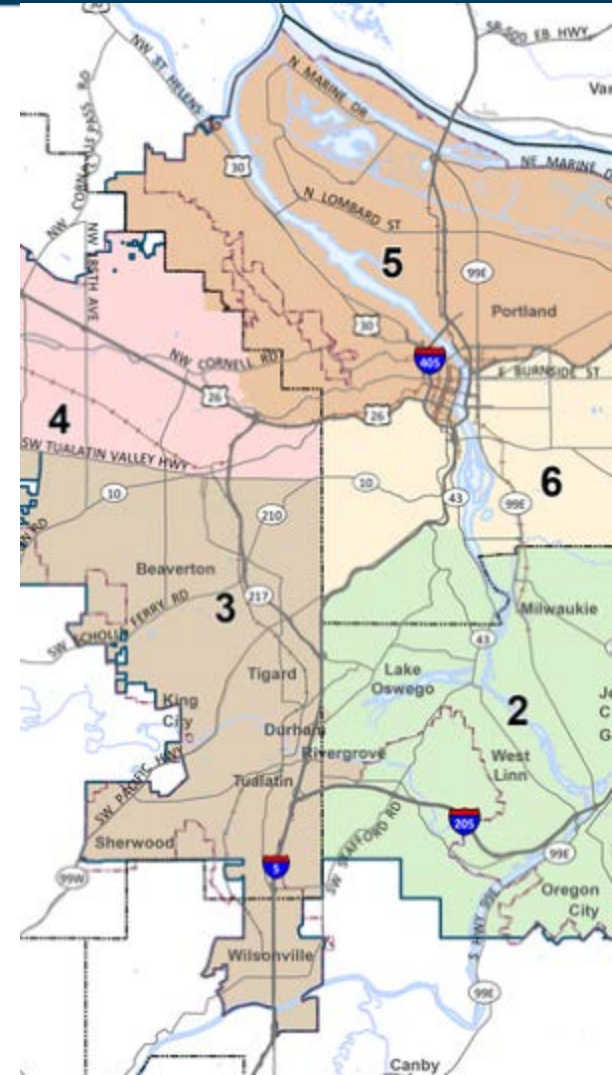 SR-500 EB HWY
Van
NW ST. HELENS
N MARINE DR
NE MARINE D
NW CORN
PASS RD
30
N LOMBARD ST
NW 185TH AVE
5
99E
Portland
30
405
NW CORNELL RD
E BURNSIDE ST
26
26
4
SW TUALATIN VALLEY HWY
10
10
43
99E
6
210
Beaverton
217
3
SW SCHOLLS FERRY RD
Milwaukie
43
Tigard
Lake
Oswego
2
King
City
Durham
Rivergrove
West
Linn
Tualatin
SW PACIFIC HWY
SW STAFFORD RD
205
Sherwood
99E
5
99W
Oregon
City
S HWY 99E
Wilsonville
99E
Canby